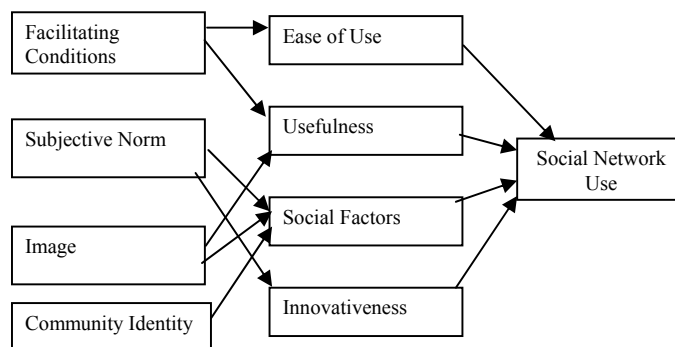 Facilitating
Conditions
Subjective Norm
Image
Community Identity
Ease of Use
Usefulness
Social Factors
Innovativeness
Social Network
Use